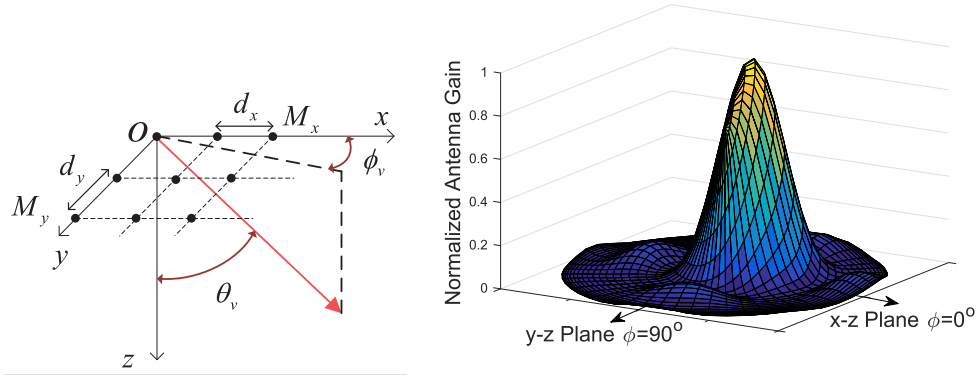 O
d_x
M_x
x
ϕ_v
d_y
M_y
y
θ_v
z
Normalized Antenna Gain
1
0.8
0.6
0.4
0.2
0
y-z Plane ϕ=90°
x-z Plane ϕ=0°